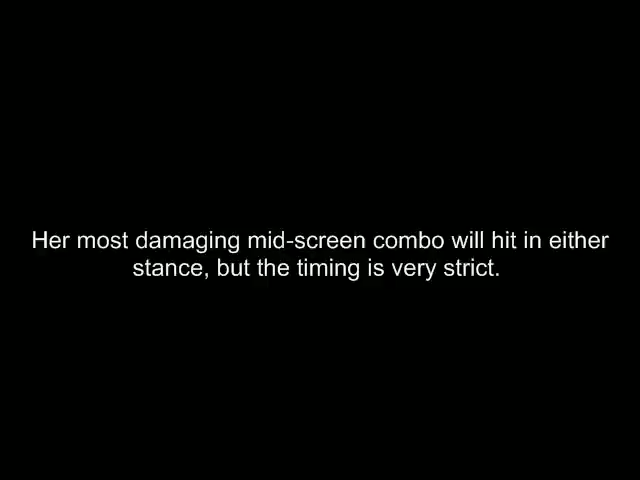 Her most damaging mid-screen combo will hit in either
stance, but the timing is very strict.